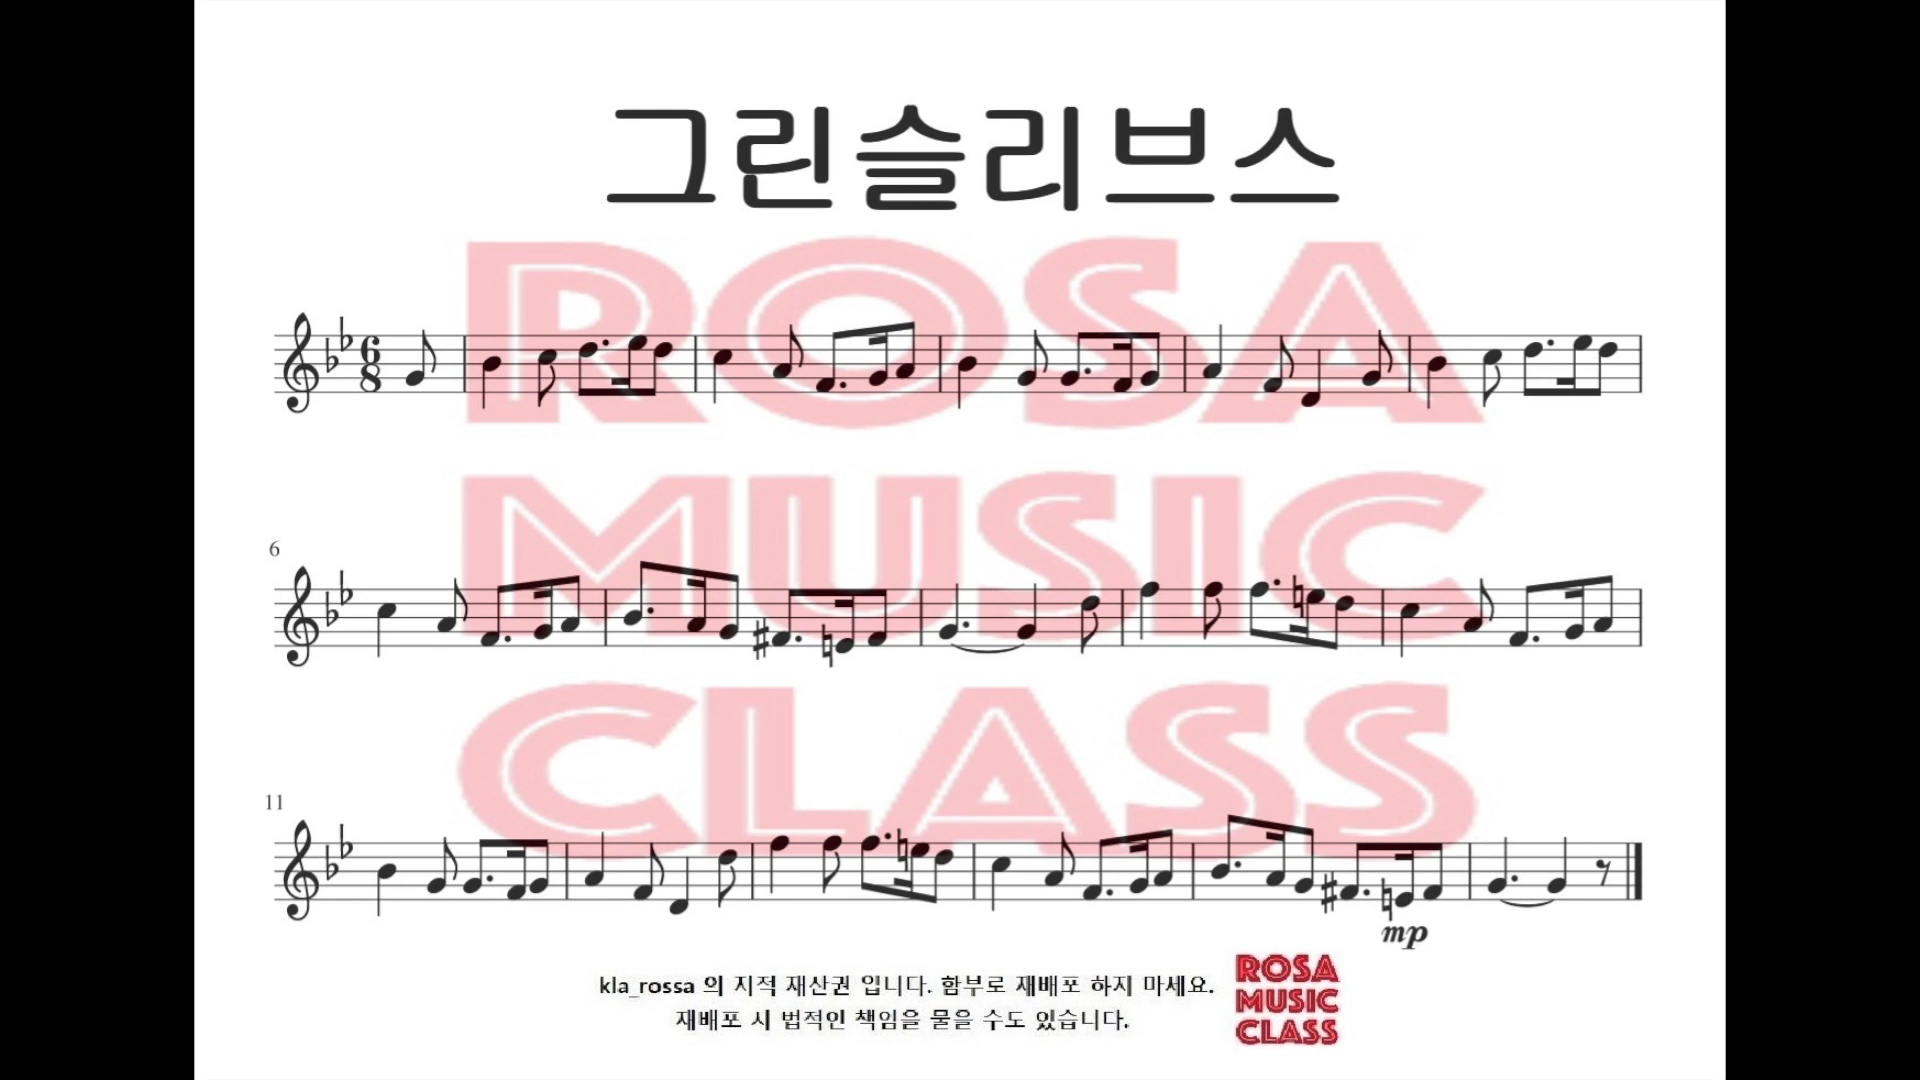 그린슬리브스
ROSA
MUSIC
CLASS
6
8
6
11
mp
kla_rossa 의 지적 재산권 입니다. 함부로 재배포 하지 마세요.
재배포 시 법적인 책임을 물을 수도 있습니다.
ROSA
MUSIC
CLASS